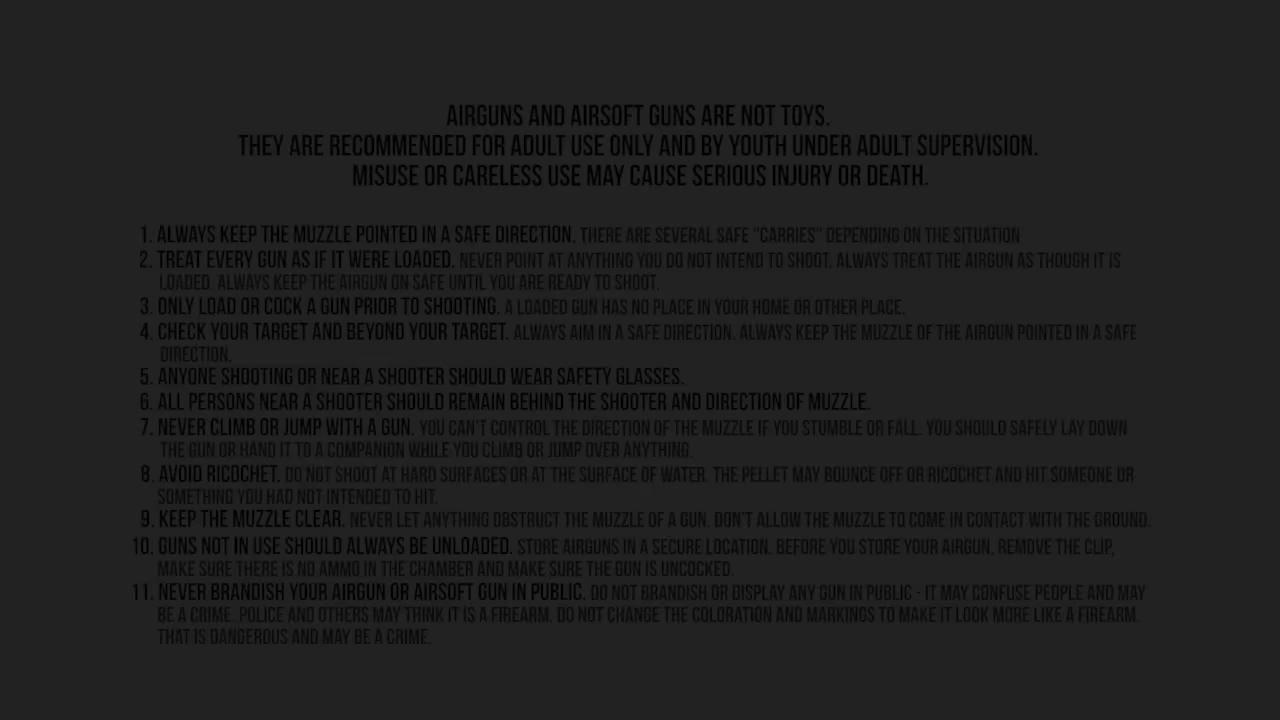 AIRGUNS AND AIRSOFT GUNS ARE NOT TOYS.
THEY ARE RECOMMENDED FOR ADULT USE ONLY AND BY YOUTH UNDER ADULT SUPERVISION.
MISUSE OR CARELESS USE MAY CAUSE SERIOUS INJURY OR DEATH.
1. ALWAYS KEEP THE MUZZLE POINTED IN A SAFE DIRECTION. THERE ARE SEVERAL SAFE "CARRIES" DEPENDING ON THE SITUATION
2. TREAT EVERY GUN AS IF IT WERE LOADED. NEVER POINT AT ANYTHING YOU DO NOT INTEND TO SHOOT. ALWAYS TREAT THE AIRGUN AS THOUGH IT IS
LOADED. ALWAYS KEEP THE AIRGUN ON SAFE UNTIL YOU ARE READY TO SHOOT.
3. ONLY LOAD OR COCK A GUN PRIOR TO SHOOTING. A LOADED GUN HAS NO PLACE IN YOUR HOME OR OTHER PLACE.
4. CHECK YOUR TARGET AND BEYOND YOUR TARGET. ALWAYS AIM IN A SAFE DIRECTION. ALWAYS KEEP THE MUZZLE OF THE AIRGUN POINTED IN A SAFE
DIRECTION.
5. ANYONE SHOOTING OR NEAR A SHOOTER SHOULD WEAR SAFETY GLASSES.
6. ALL PERSONS NEAR A SHOOTER SHOULD REMAIN BEHIND THE SHOOTER AND DIRECTION OF MUZZLE.
7. NEVER CLIMB OR JUMP WITH A GUN. YOU CAN'T CONTROL THE DIRECTION OF THE MUZZLE IF YOU STUMBLE OR FALL. YOU SHOULD SAFELY LAY DOWN
THE GUN OR HAND IT TO A COMPANION WHILE YOU CLIMB OR JUMP OVER ANYTHING.
8. AVOID RICOCHET. DO NOT SHOOT AT HARD SURFACES OR AT THE SURFACE OF WATER. THE PELLET MAY BOUNCE OFF OR RICOCHET AND HIT SOMEONE OR
SOMETHING YOU HAD NOT INTENDED TO HIT.
9. KEEP THE MUZZLE CLEAR. NEVER LET ANYTHING OBSTRUCT THE MUZZLE OF A GUN. DON'T ALLOW THE MUZZLE TO COME IN CONTACT WITH THE GROUND.
10. GUNS NOT IN USE SHOULD ALWAYS BE UNLOADED. STORE AIRGUNS IN A SECURE LOCATION. BEFORE YOU STORE YOUR AIRGUN, REMOVE THE CLIP,
MAKE SURE THERE IS NO AMMO IN THE CHAMBER AND MAKE SURE THE GUN IS UNCOCKED.
11. NEVER BRANDISH YOUR AIRGUN OR AIRSOFT GUN IN PUBLIC. DO NOT BRANDISH OR DISPLAY ANY GUN IN PUBLIC - IT MAY CONFUSE PEOPLE AND MAY
BE A CRIME. POLICE AND OTHERS MAY THINK IT IS A FIREARM. DO NOT CHANGE THE COLORATION AND MARKINGS TO MAKE IT LOOK MORE LIKE A FIREARM.
THAT IS DANGEROUS AND MAY BE A CRIME.